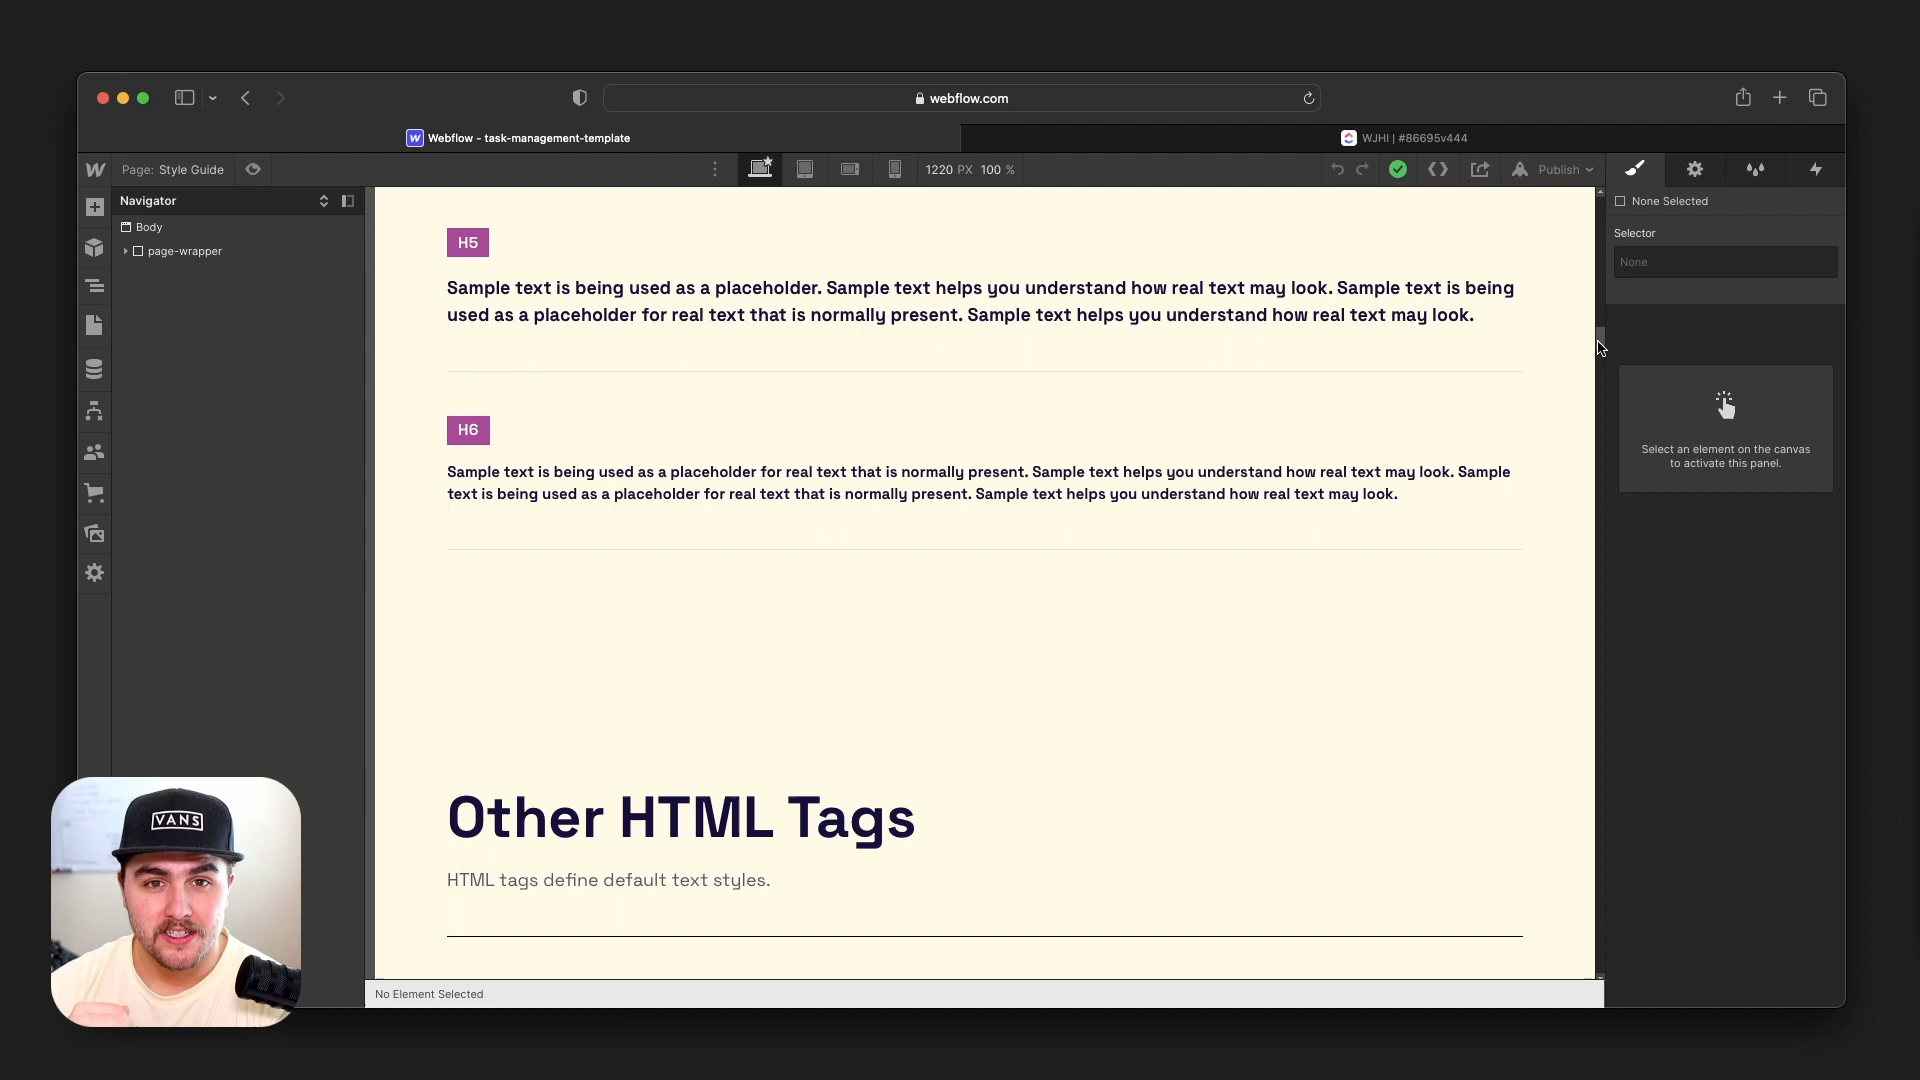 webflow.com
Webflow - task-management-template
WJHI | #86695v444
Page: Style Guide
1220 PX 100 %
Publish
Navigator
None Selected
Body
page-wrapper
Selector
None
H5
Sample text is being used as a placeholder. Sample text helps you understand how real text may look. Sample text is being
used as a placeholder for real text that is normally present. Sample text helps you understand how real text may look.
H6
Sample text is being used as a placeholder for real text that is normally present. Sample text helps you understand how real text may look. Sample
text is being used as a placeholder for real text that is normally present. Sample text helps you understand how real text may look.
Select an element on the canvas
to activate this panel.
Other HTML Tags
HTML tags define default text styles.
VANS
No Element Selected